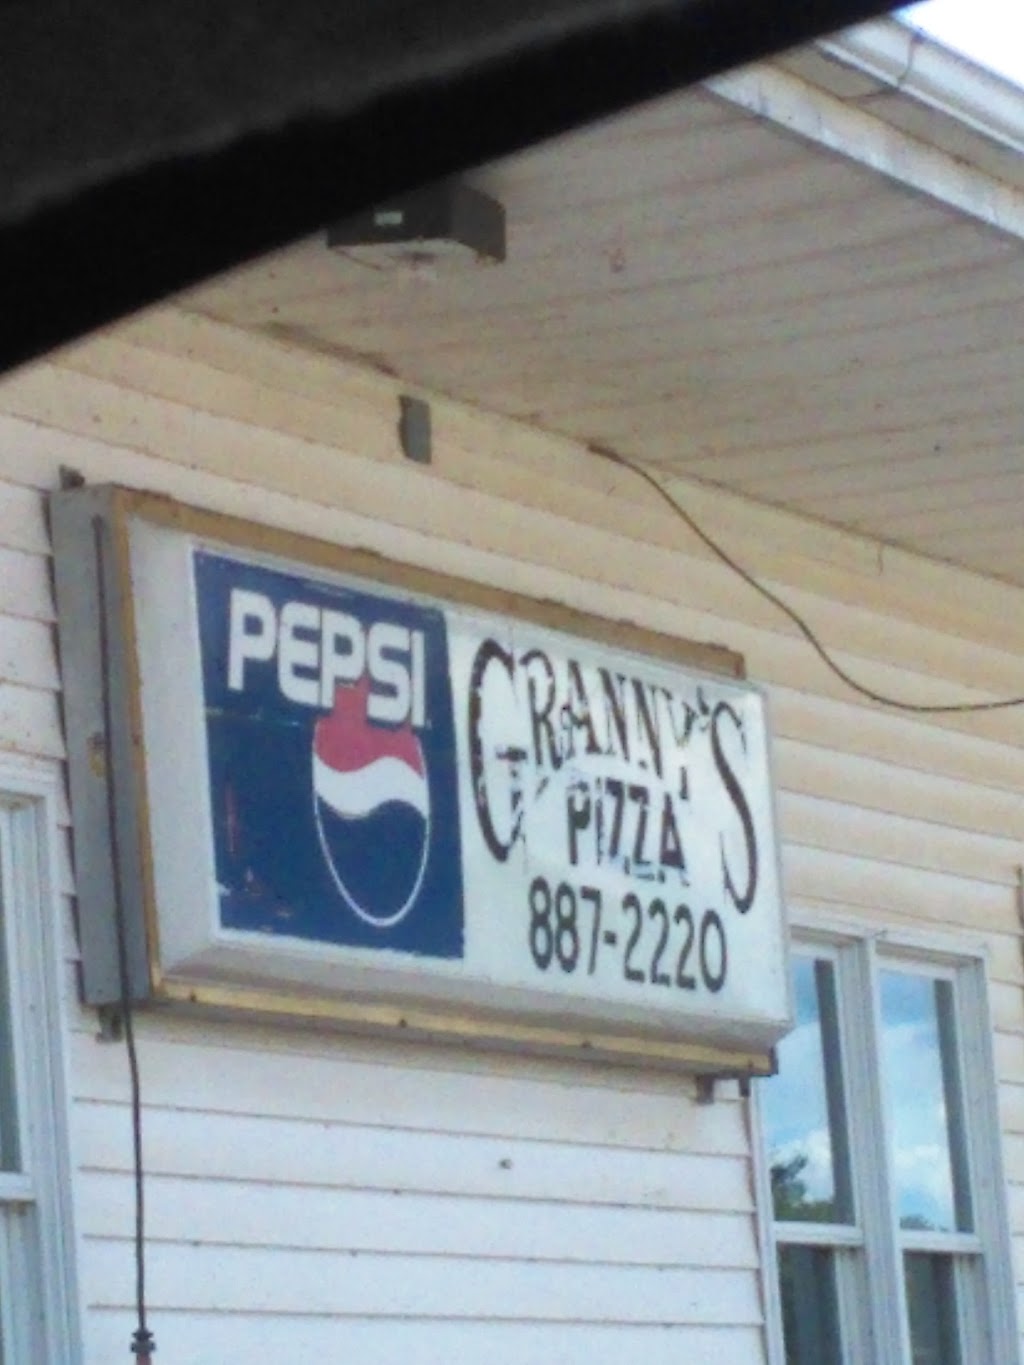 PEPSI
GRANNY'S
PIZZA
887-2220